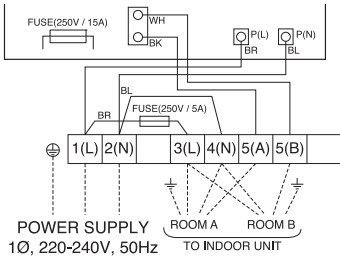 FUSE(250V / 15A)
WH
BK
P(L)
P(N)
BR
BL
BL
BR
FUSE(250V / 5A)
1(L) 2(N) 3(L) 4(N) 5(A) 5(B)
ROOM A ROOM B
POWER SUPPLY
TO INDOOR UNIT
1Ø, 220-240V, 50Hz